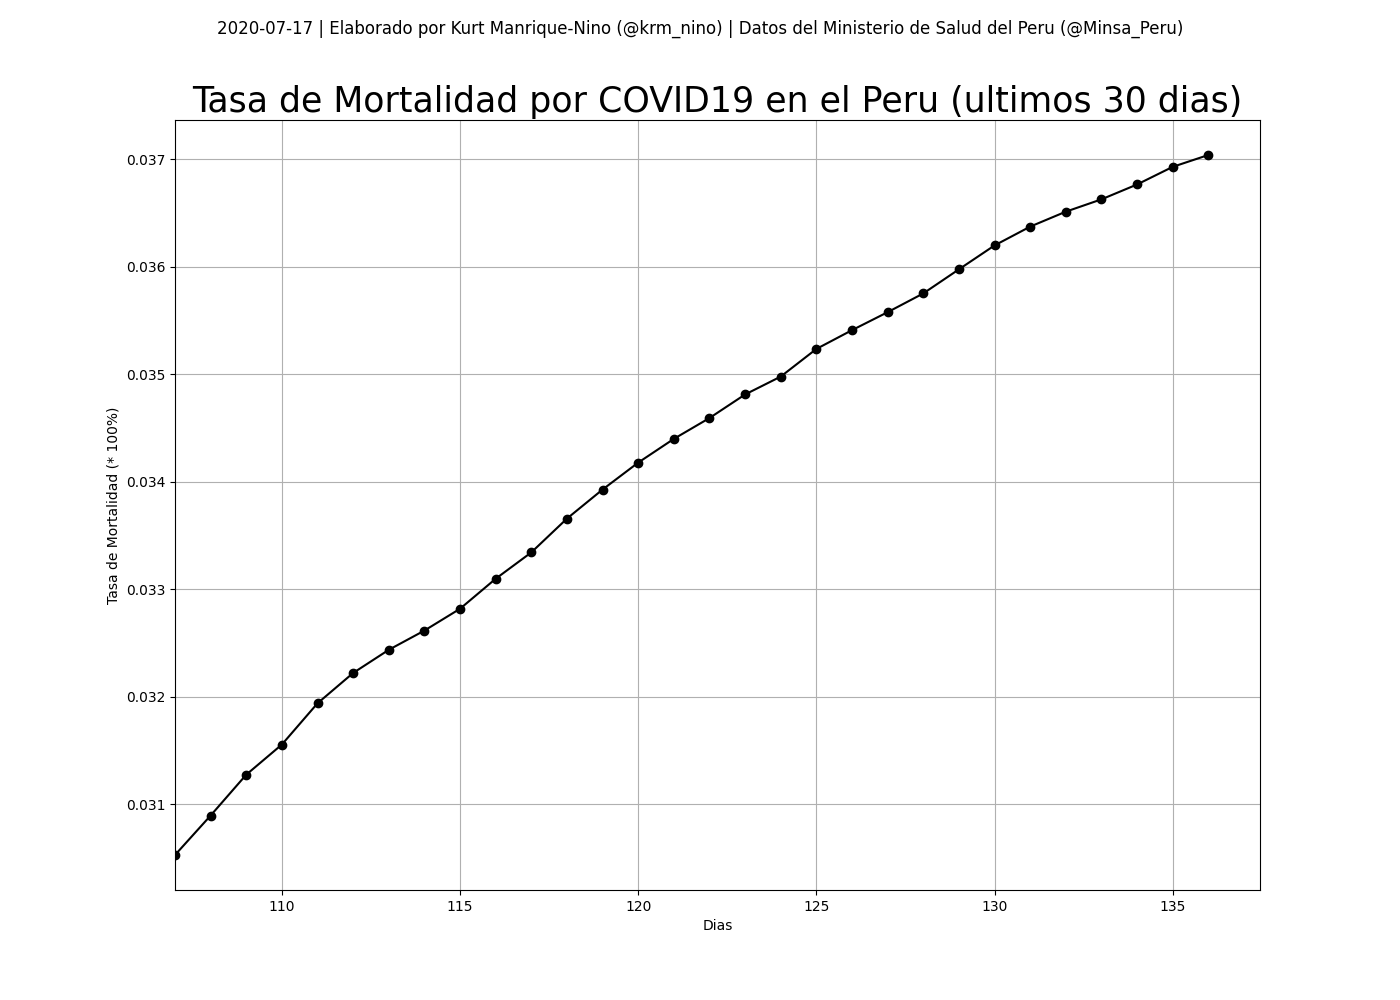 2020-07-17 | Elaborado por Kurt Manrique-Nino (@krm_nino) | Datos del Ministerio de Salud del Peru (@Minsa_Peru)
Tasa de Mortalidad por COVID19 en el Peru (ultimos 30 dias)
0.037
0.036
0.035
0.034
0.033
0.032
0.031
Tasa de Mortalidad (* 100%)
110 115 120 125 130 135
Dias